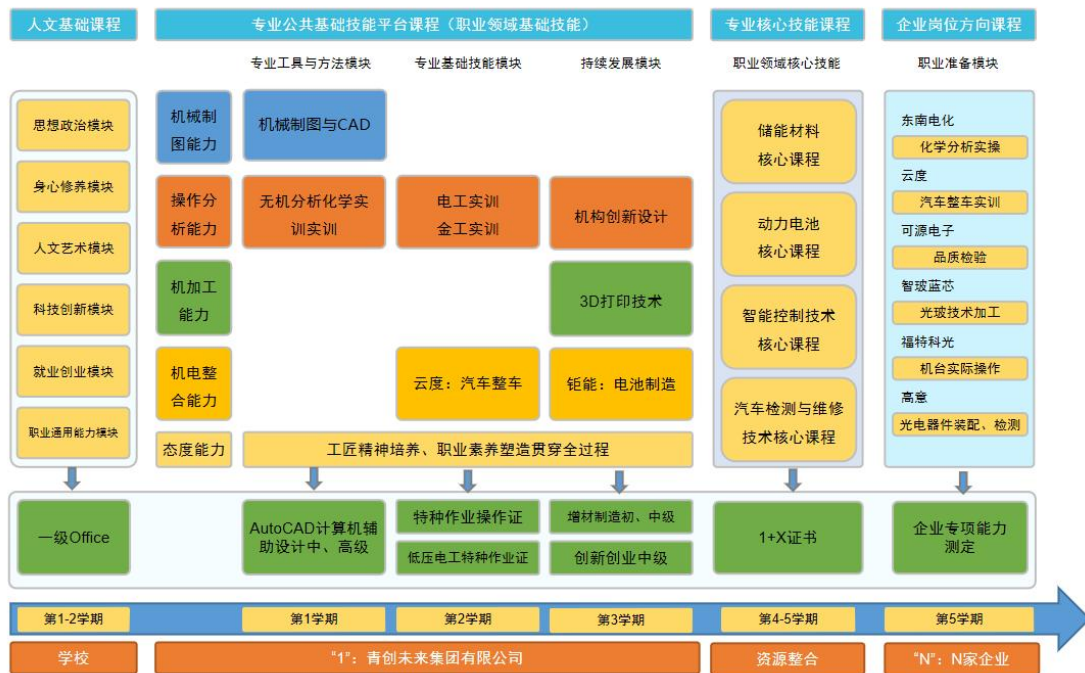 人文基础课程
专业公共基础技能平台课程（职业领域基础技能）
专业核心技能课程
企业岗位方向课程
专业工具与方法模块
专业基础技能模块
持续发展模块
职业领域核心技能
职业准备模块
思想政治模块
身心修养模块
人文艺术模块
科技创新模块
就业创业模块
职业通用能力模块
机械制
图能力
机械制图与CAD
操作分
析能力
无机分析化学实
训实训
电工实训
金工实训
机构创新设计
机加工
能力
3D打印技术
机电整
合能力
云度：汽车整车
钜能：电池制造
态度能力
工匠精神培养、职业素养塑造贯穿全过程
储能材料
核心课程
动力电池
核心课程
智能控制技术
核心课程
汽车检测与维修
技术核心课程
东南电化
化学分析实操
云度
汽车整车实训
可源电子
品质检验
智玻蓝芯
光玻技术加工
福特科光
机台实际操作
高意
光电器件装配、检测
一级Office
AutoCAD计算机辅
助设计中、高级
特种作业操作证
低压电工特种作业证
增材制造初、中级
创新创业中级
1+X证书
企业专项能力
测定
第1-2学期
第1学期
第2学期
第3学期
第4-5学期
第5学期
学校
“1”：青创未来集团有限公司
资源整合
“N”：N家企业